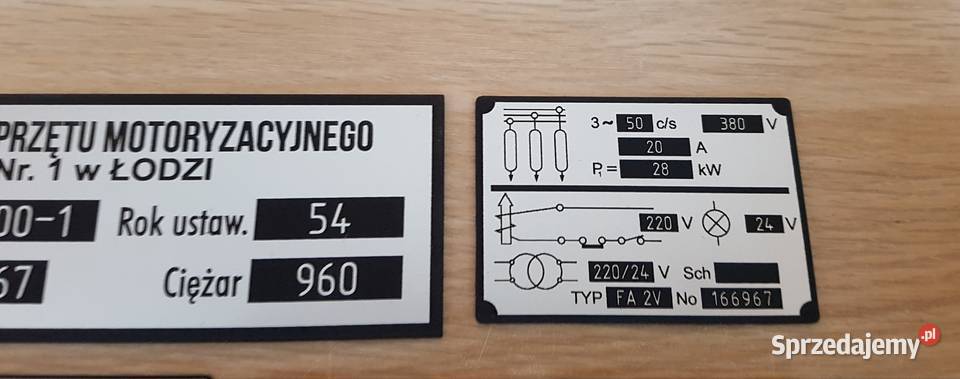 PRZĘTU MOTORYZACYJNEGO
Nr. 1 w ŁODZI
00-1 Rok ustaw. 54
67 Ciężar 960
3~ 50 c/s 380 V
20 A
P₁= 28 kW
220 V 24 V
220/24 V Sch
TYP FA 2V No 166967
Sprzedajemy.pl